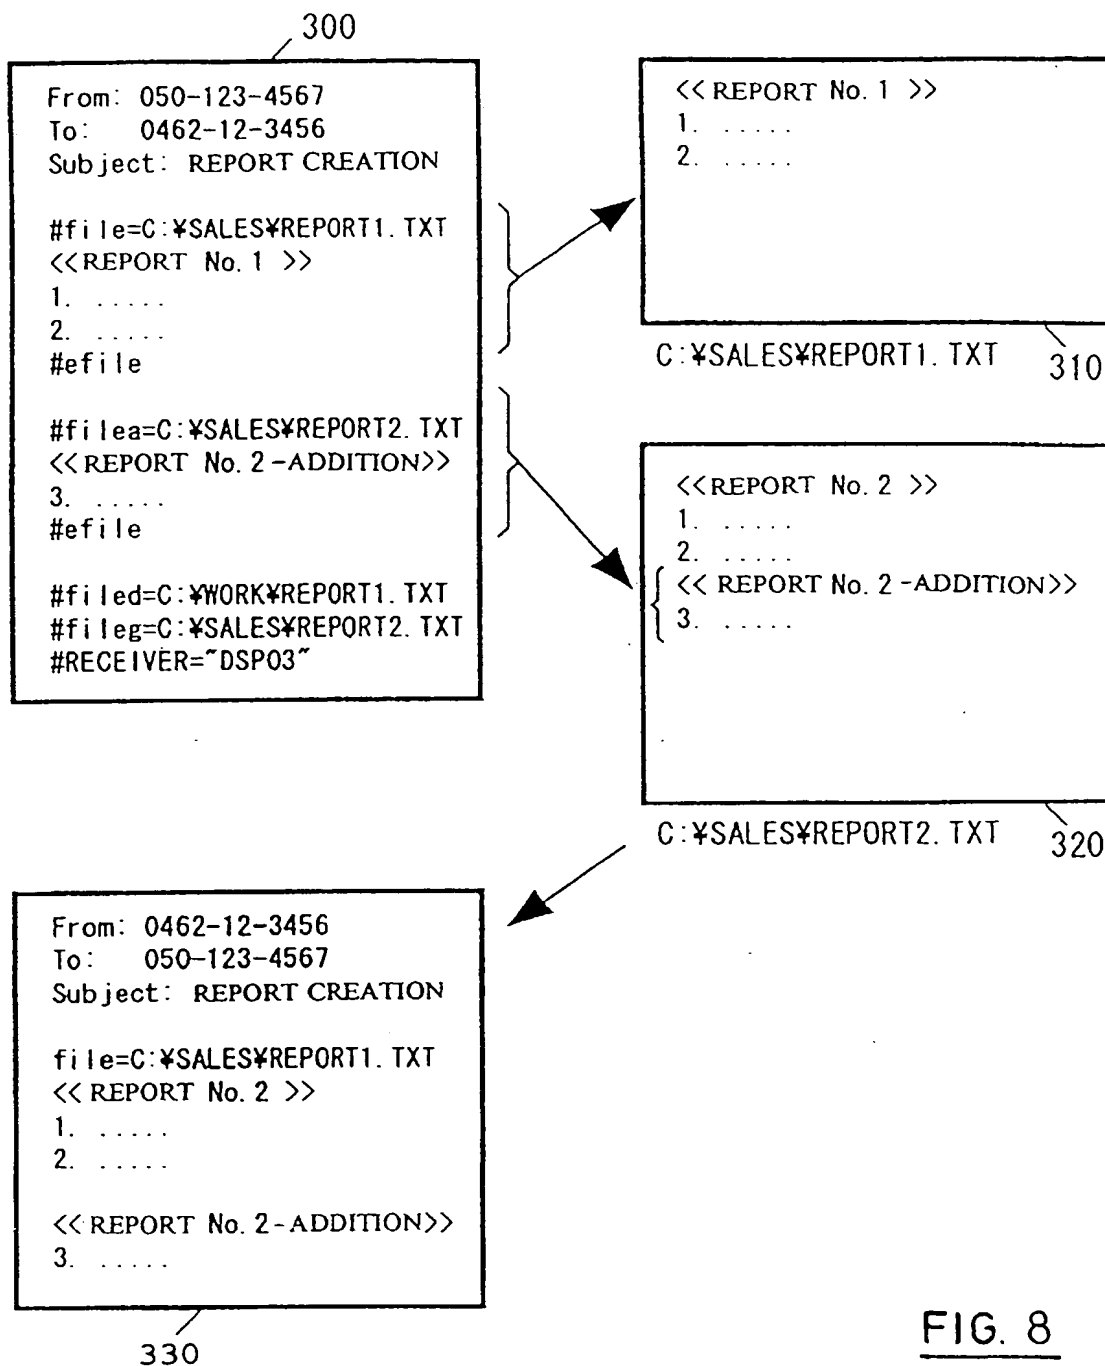 300
From: 050-123-4567
To: 0462-12-3456
Subject: REPORT CREATION
#file=C:¥SALES¥REPORT1.TXT
<<REPORT No.1 >>
1. .....
2. .....
#efile
#filea=C:¥SALES¥REPORT2.TXT
<<REPORT No.2-ADDITION>>
3. .....
#efile
#filed=C:¥WORK¥REPORT1.TXT
#fileg=C:¥SALES¥REPORT2.TXT
#RECEIVER="DSP03"
<<REPORT No.1 >>
1. .....
2. .....
C:¥SALES¥REPORT1.TXT
310
<<REPORT No.2 >>
1. .....
2. .....
<<REPORT No.2-ADDITION>>
3. .....
C:¥SALES¥REPORT2.TXT
320
From: 0462-12-3456
To: 050-123-4567
Subject: REPORT CREATION
file=C:¥SALES¥REPORT1.TXT
<<REPORT No.2 >>
1. .....
2. .....
<<REPORT No.2-ADDITION>>
3. .....
330
FIG. 8